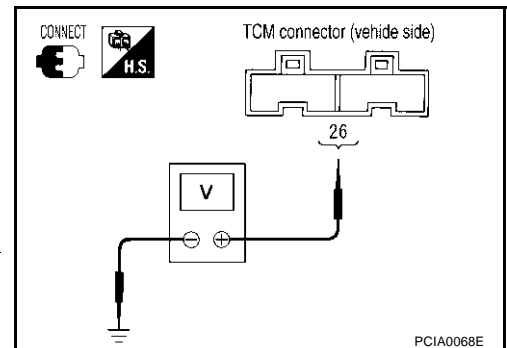 CONNECT
H.S.
TCM connector (vehide side)
26
V
PCIA0068E